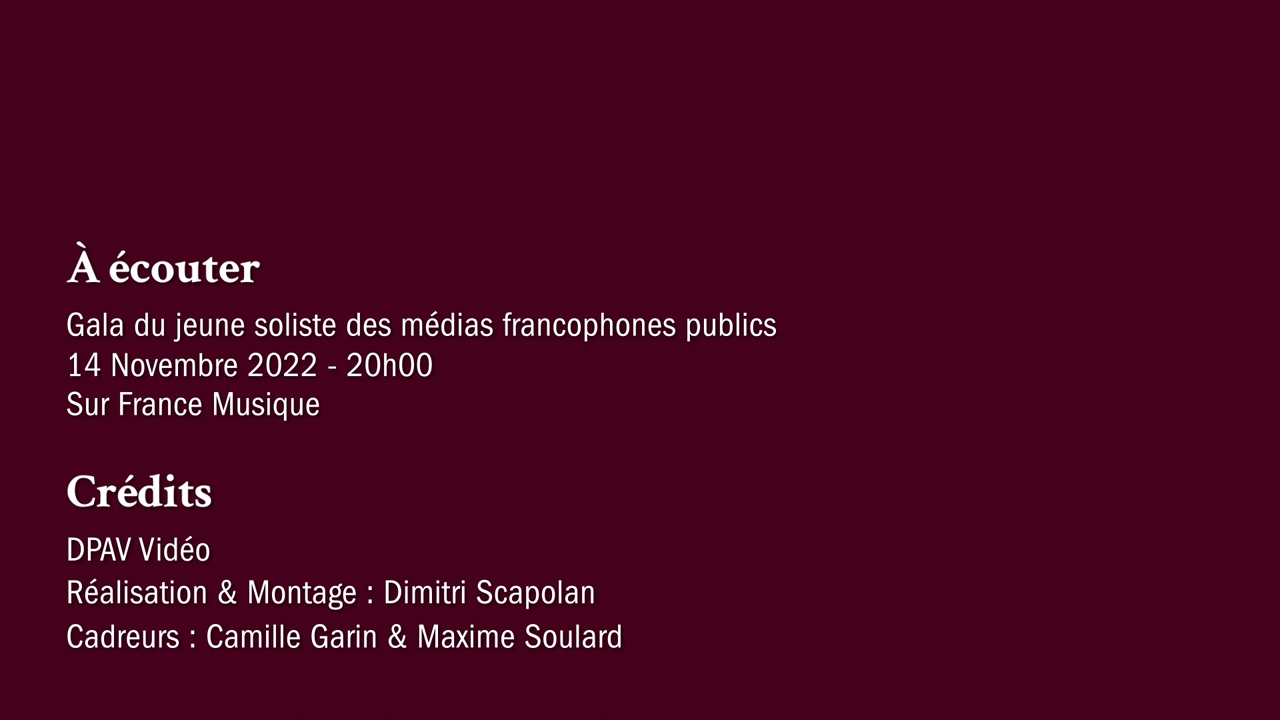 À écouter
Gala du jeune soliste des médias francophones publics
14 Novembre 2022 - 20h00
Sur France Musique
Crédits
DPAV Vidéo
Réalisation & Montage : Dimitri Scapolan
Cadreurs : Camille Garin & Maxime Soulard